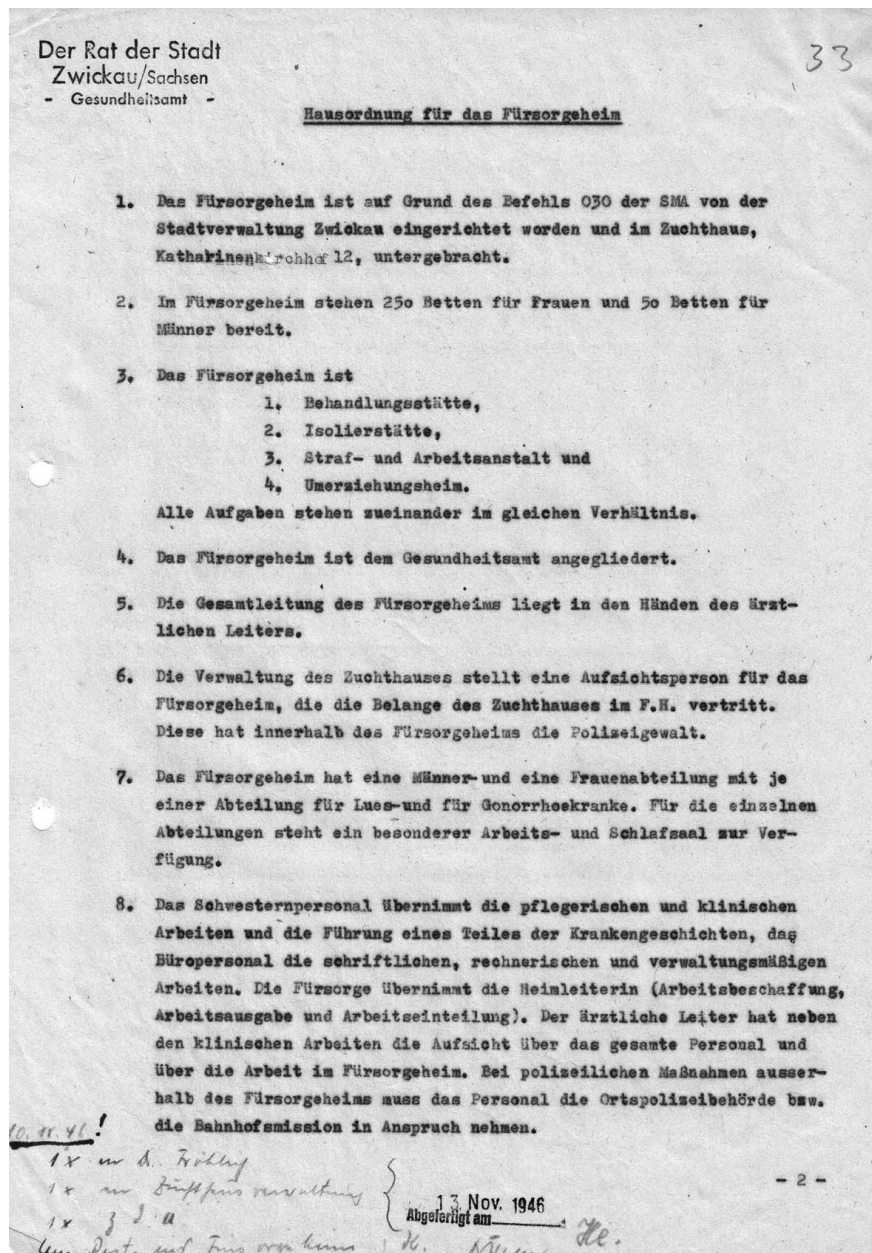 Der Rat der Stadt
Zwickau/Sachsen
- Gesundheitsamt -
33
Hausordnung für das Fürsorgeheim
1. Das Fürsorgeheim ist auf Grund des Befehls 030 der SMA von der
Stadtverwaltung Zwickau eingerichtet worden und im Zuchthaus,
Katharinenkirchhof 12, untergebracht.
2. Im Fürsorgeheim stehen 25o Betten für Frauen und 5o Betten für
Männer bereit.
3. Das Fürsorgeheim ist
1. Behandlungsstätte,
2. Isolierstätte,
3. Straf- und Arbeitsanstalt und
4. Umerziehungsheim.
Alle Aufgaben stehen zueinander im gleichen Verhältnis.
4. Das Fürsorgeheim ist dem Gesundheitsamt angegliedert.
5. Die Gesamtleitung des Fürsorgeheims liegt in den Händen des ärzt-
lichen Leiters.
6. Die Verwaltung des Zuchthauses stellt eine Aufsichtsperson für das
Fürsorgeheim, die die Belange des Zuchthauses im F.H. vertritt.
Diese hat innerhalb des Fürsorgeheims die Polizeigewalt.
7. Das Fürsorgeheim hat eine Männer-und eine Frauenabteilung mit je
einer Abteilung für Lues-und für Gonorrhoekranke. Für die einzelnen
Abteilungen steht ein besonderer Arbeits- und Schlafsaal zur Ver-
fügung.
8. Das Schwesternpersonal übernimmt die pflegerischen und klinischen
Arbeiten und die Führung eines Teiles der Krankengeschichten, das
Büropersonal die schriftlichen, rechnerischen und verwaltungsmäßigen
Arbeiten. Die Fürsorge übernimmt die Heimleiterin (Arbeitsbeschaffung,
Arbeitsausgabe und Arbeitseinteilung). Der ärztliche Leiter hat neben
den klinischen Arbeiten die Aufsicht über das gesamte Personal und
über die Arbeit im Fürsorgeheim. Bei polizeilichen Maßnahmen ausser-
halb des Fürsorgeheims muss das Personal die Ortspolizeibehörde bzw.
die Bahnhofsmission in Anspruch nehmen.
- 2 -
1 x an Dr. Fröhlich
1 x an Zuchthausverwaltung
1 x z d A
13. Nov. 1946
Abgefertigt am
He.